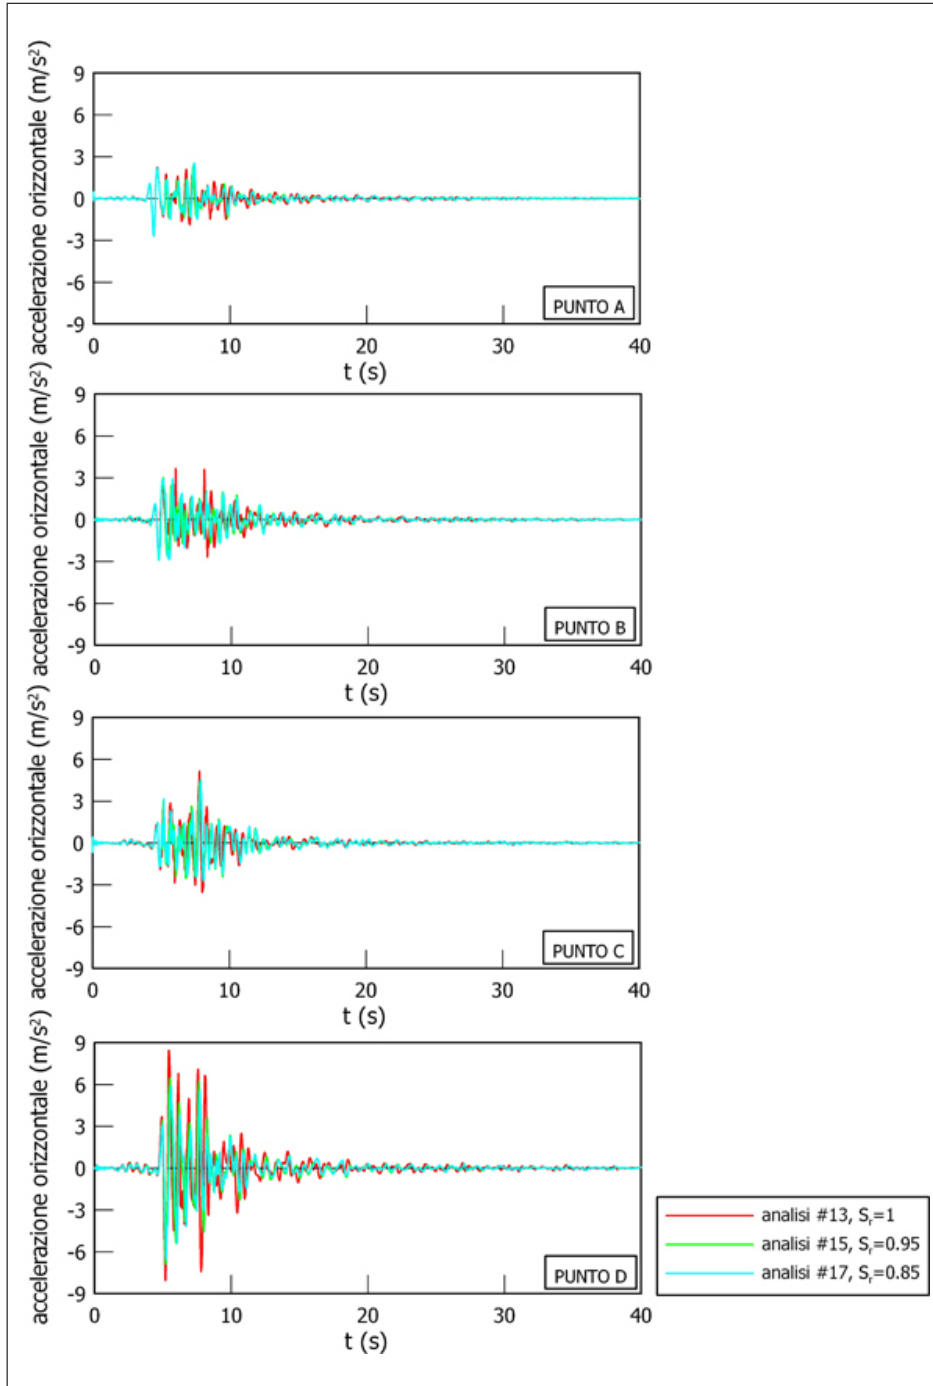 accelerazione orizzontale (m/s²)
9
6
3
0
-3
-6
-9
PUNTO A
0 10 20 30 40
t (s)
accelerazione orizzontale (m/s²)
9
6
3
0
-3
-6
-9
PUNTO B
0 10 20 30 40
t (s)
accelerazione orizzontale (m/s²)
9
6
3
0
-3
-6
-9
PUNTO C
0 10 20 30 40
t (s)
accelerazione orizzontale (m/s²)
9
6
3
0
-3
-6
-9
PUNTO D
0 10 20 30 40
t (s)
analisi #13, Sᵣ=1
analisi #15, Sᵣ=0.95
analisi #17, Sᵣ=0.85